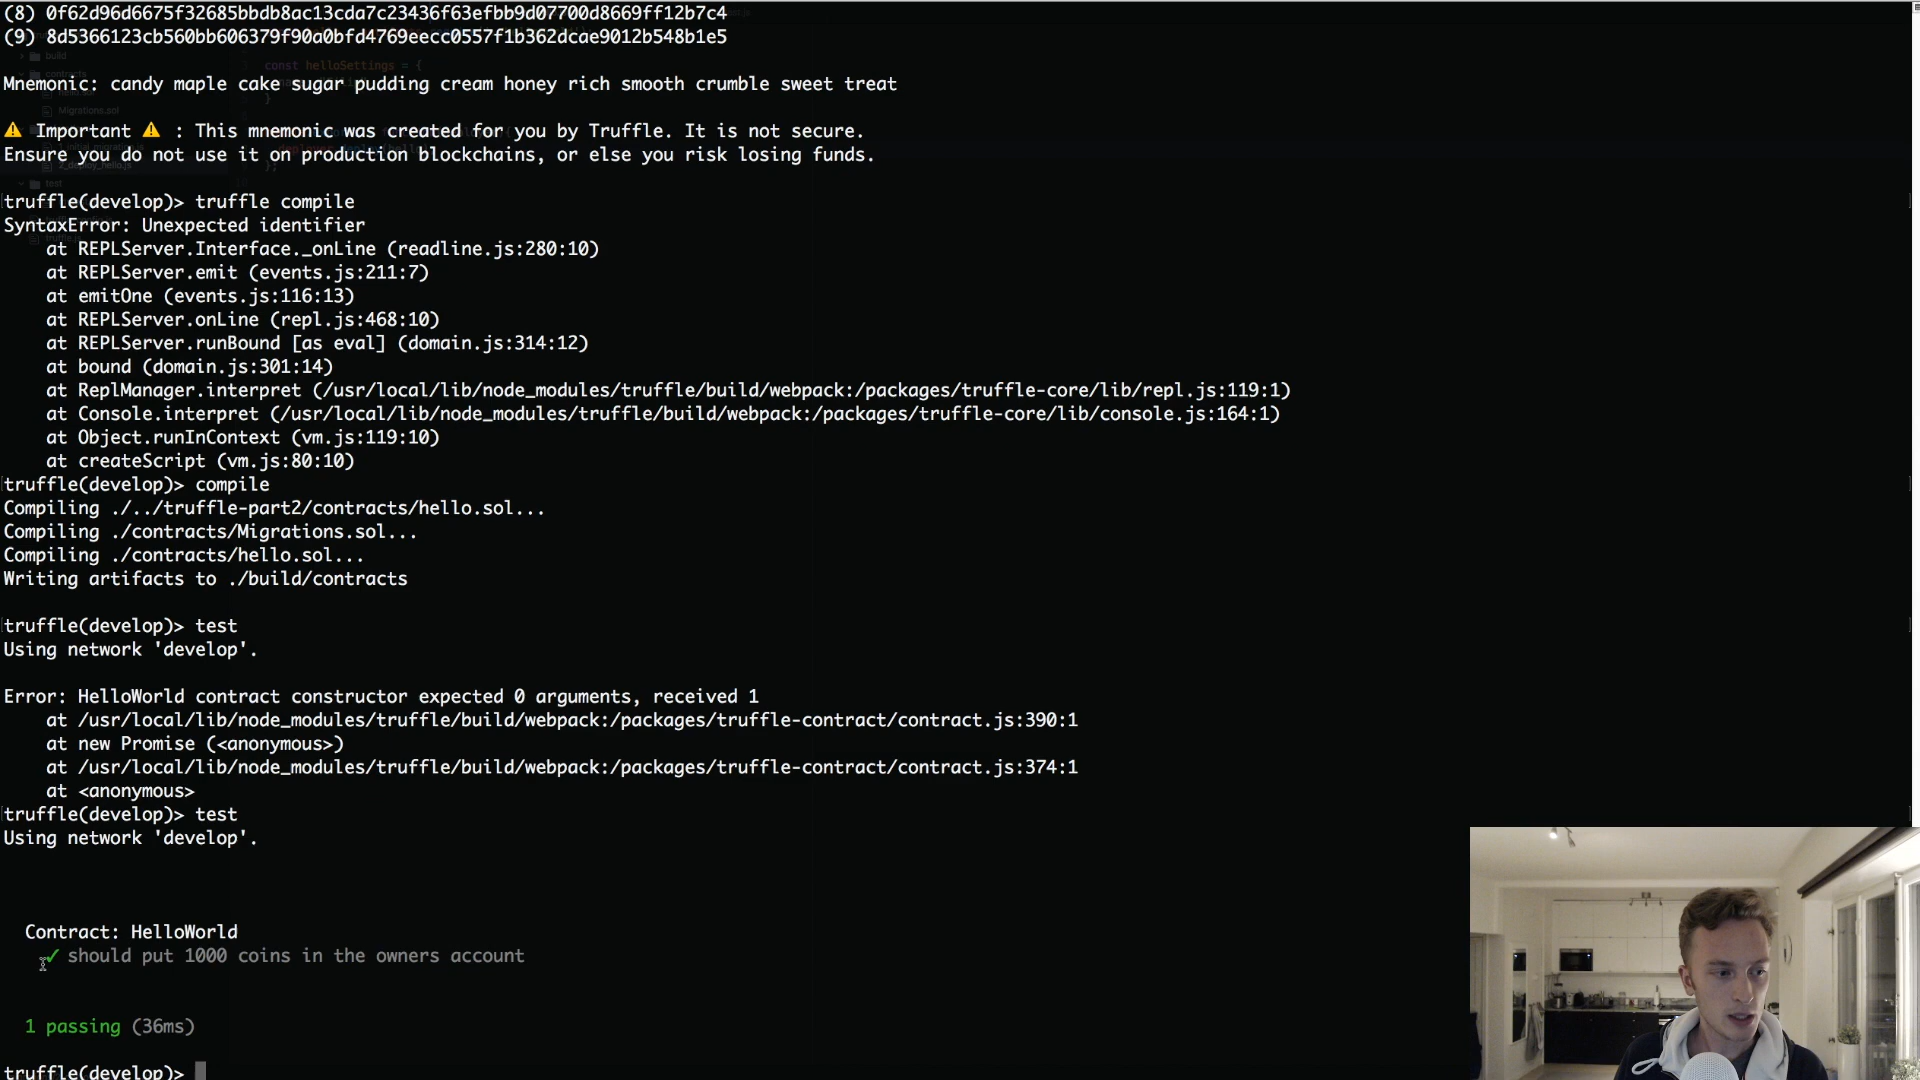 (8) 0f62d96d6675f32685bbdb8ac13cda7c23436f63efbb9d07700d8669ff12b7c4
(9) 8d5366123cb560bb606379f90a0bfd4769eecc0557f1b362dcae9012b548b1e5
build
const helloSettings = {
contracts
Mnemonic: candy maple cake sugar pudding cream honey rich smooth crumble sweet treat
}
Migrations.sol
⚠ Important ⚠ : This mnemonic was created for you by Truffle. It is not secure.
Ensure you do not use it on production blockchains, or else you risk losing funds.
test
truffle(develop)> truffle compile
SyntaxError: Unexpected identifier
at REPLServer.Interface._onLine (readline.js:280:10)
at REPLServer.emit (events.js:211:7)
at emitOne (events.js:116:13)
at REPLServer.onLine (repl.js:468:10)
at REPLServer.runBound [as eval] (domain.js:314:12)
at bound (domain.js:301:14)
at ReplManager.interpret (/usr/local/lib/node_modules/truffle/build/webpack:/packages/truffle-core/lib/repl.js:119:1)
at Console.interpret (/usr/local/lib/node_modules/truffle/build/webpack:/packages/truffle-core/lib/console.js:164:1)
at Object.runInContext (vm.js:119:10)
at createScript (vm.js:80:10)
truffle(develop)> compile
Compiling ./../truffle-part2/contracts/hello.sol...
Compiling ./contracts/Migrations.sol...
Compiling ./contracts/hello.sol...
Writing artifacts to ./build/contracts
truffle(develop)> test
Using network 'develop'.
Error: HelloWorld contract constructor expected 0 arguments, received 1
at /usr/local/lib/node_modules/truffle/build/webpack:/packages/truffle-contract/contract.js:390:1
at new Promise (<anonymous>)
at /usr/local/lib/node_modules/truffle/build/webpack:/packages/truffle-contract/contract.js:374:1
at <anonymous>
truffle(develop)> test
Using network 'develop'.
Contract: HelloWorld
✓ should put 1000 coins in the owners account
1 passing (36ms)
truffle(develop)>